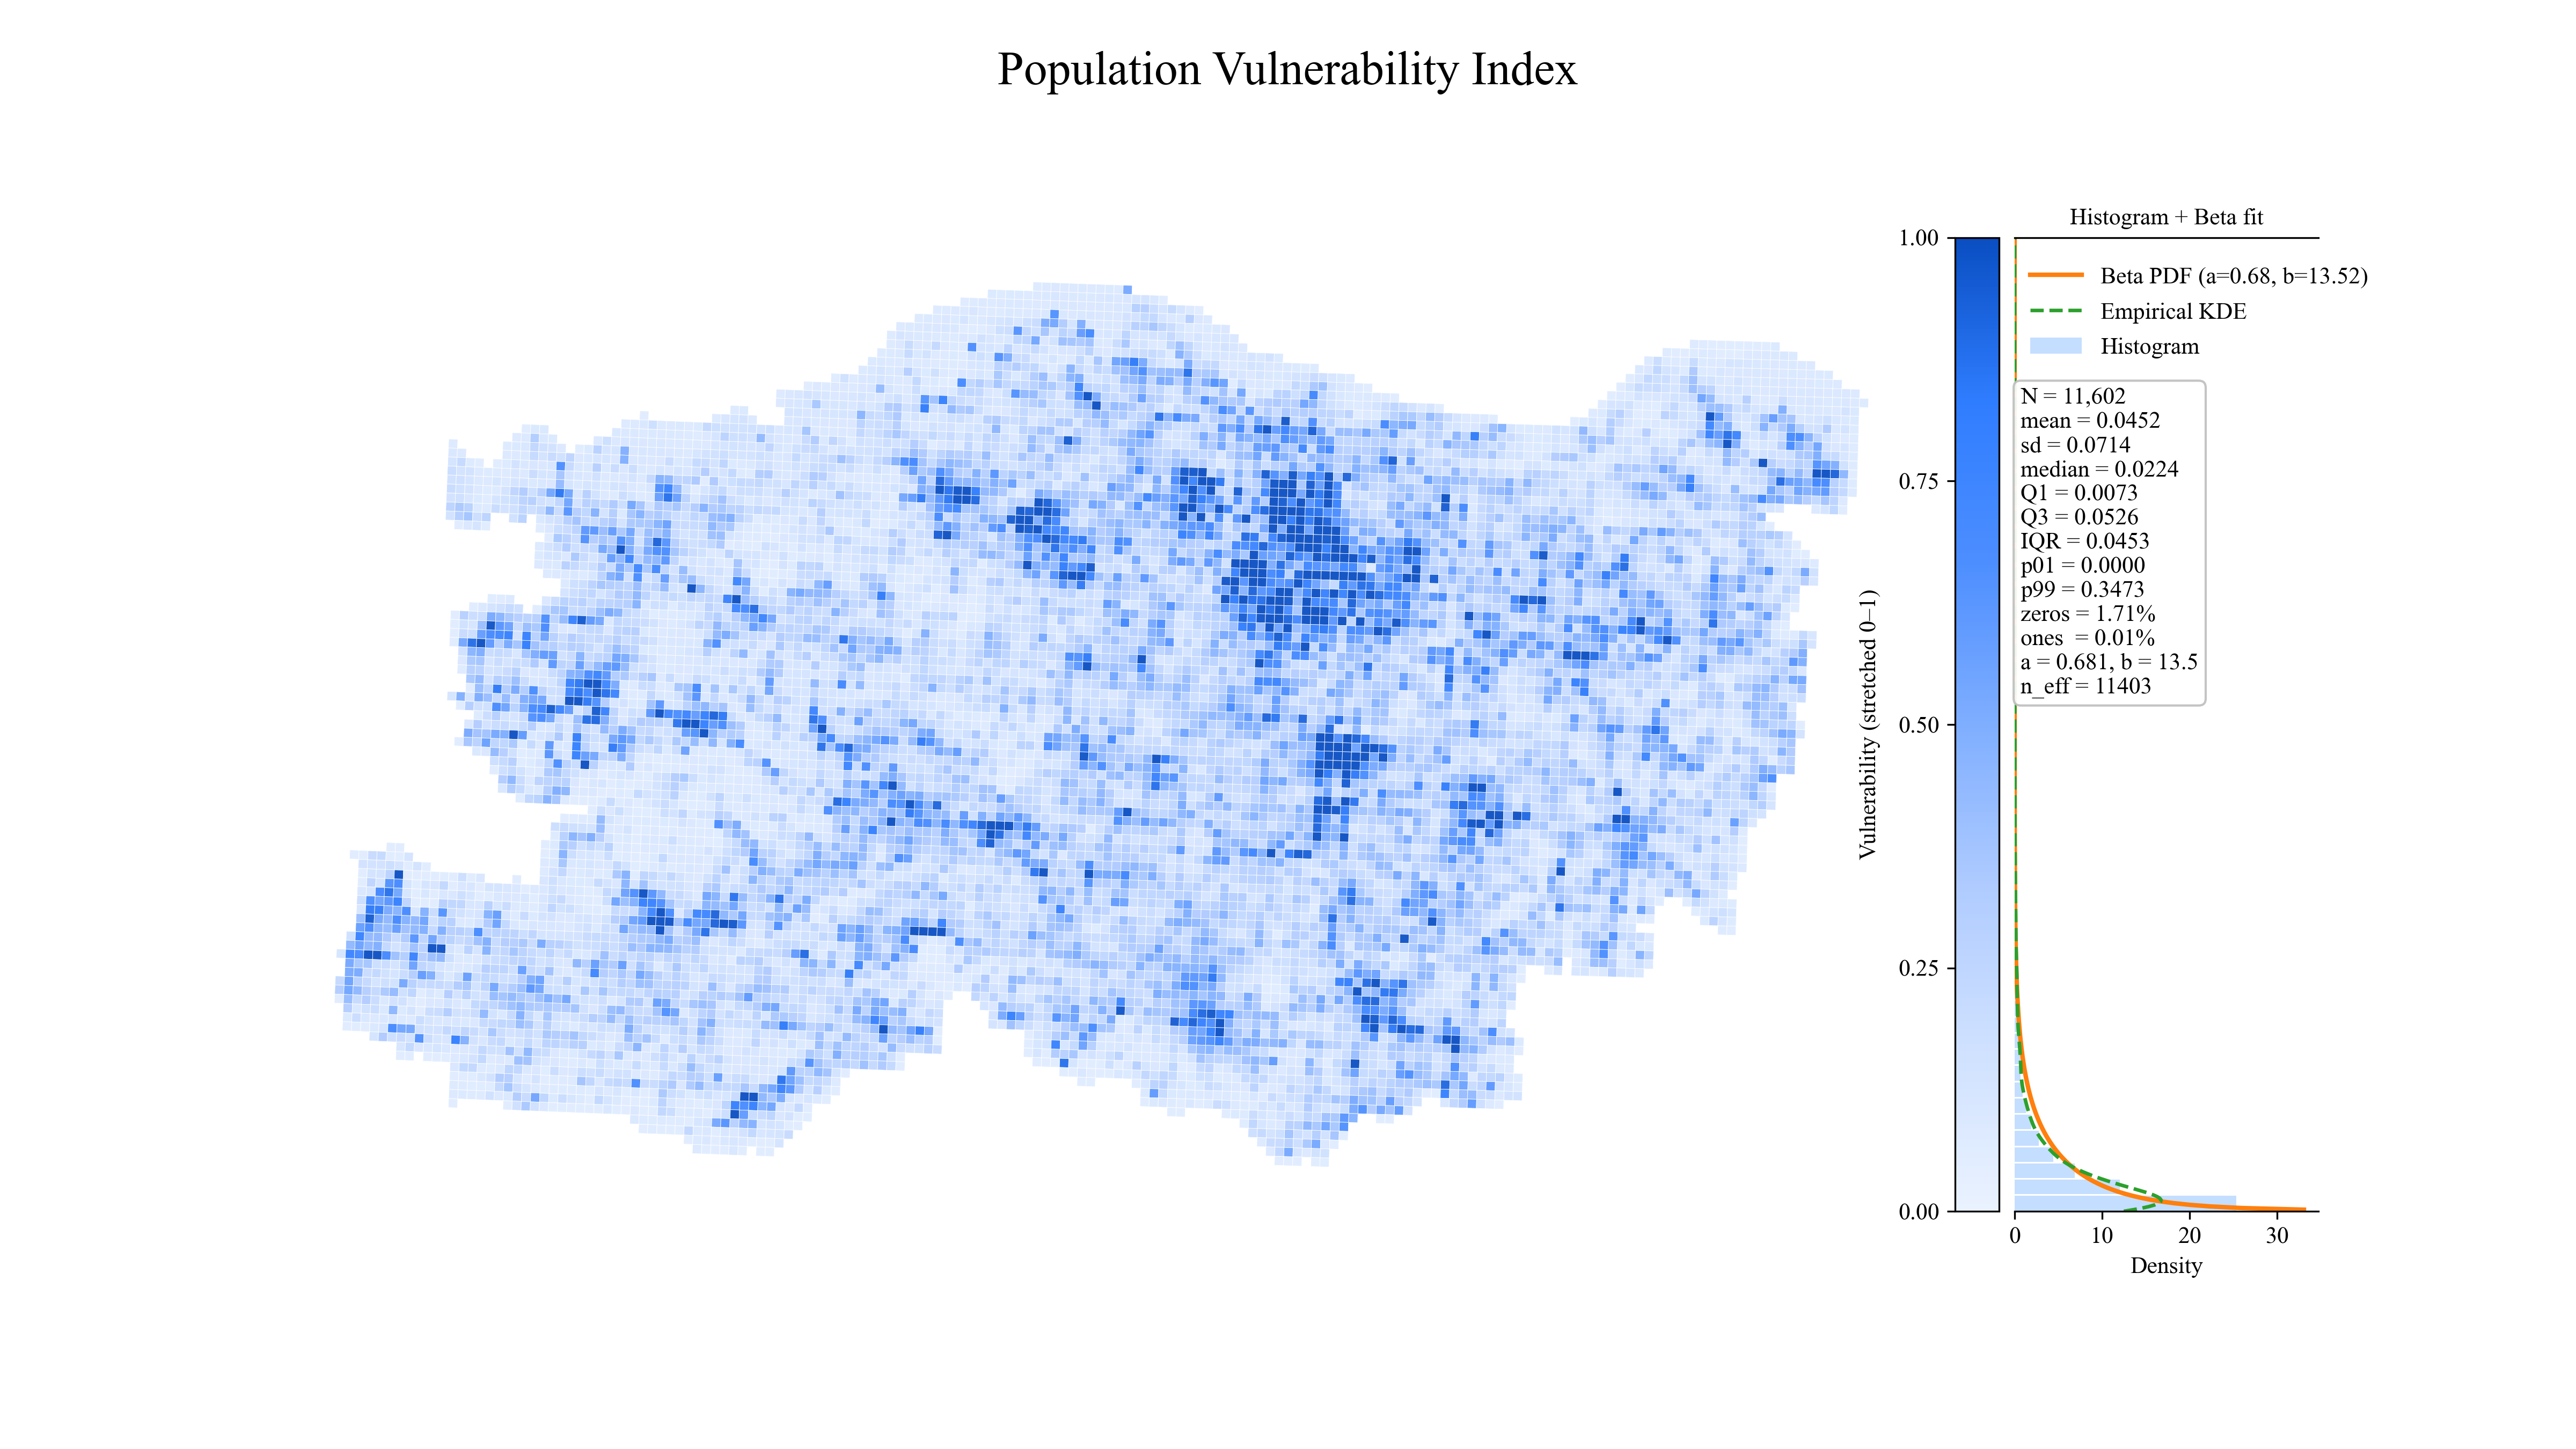 Population Vulnerability Index
Histogram + Beta fit
1.00
0.75
0.50
0.25
0.00
Vulnerability (stretched 0–1)
Beta PDF (a=0.68, b=13.52)
Empirical KDE
Histogram
N = 11,602
mean = 0.0452
sd = 0.0714
median = 0.0224
Q1 = 0.0073
Q3 = 0.0526
IQR = 0.0453
p01 = 0.0000
p99 = 0.3473
zeros = 1.71%
ones  = 0.01%
a = 0.681, b = 13.5
n_eff = 11403
0 10 20 30
Density